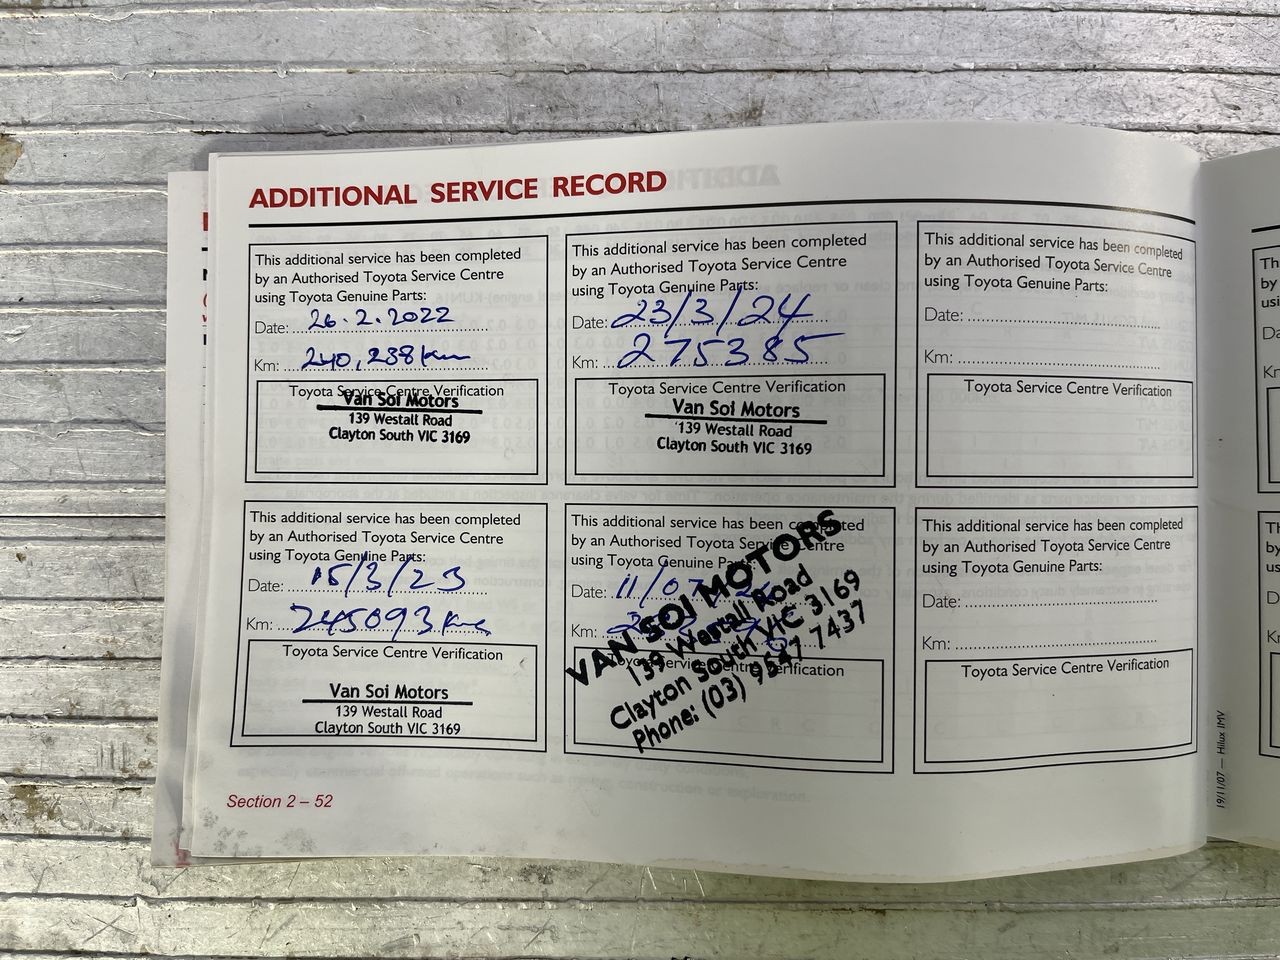 ADDITIONAL SERVICE RECORD
This additional service has been completed
by an Authorised Toyota Service Centre
using Toyota Genuine Parts:
Date: 26.2.2022
Km: 240,288km
Toyota Service Centre Verification
Van Soi Motors
139 Westall Road
Clayton South VIC 3169
This additional service has been completed
by an Authorised Toyota Service Centre
using Toyota Genuine Parts:
Date: 23/3/24
Km: 275385
Toyota Service Centre Verification
Van Soi Motors
139 Westall Road
Clayton South VIC 3169
This additional service has been completed
by an Authorised Toyota Service Centre
using Toyota Genuine Parts:
Date:
Km:
Toyota Service Centre Verification
This additional service has been completed
by an Authorised Toyota Service Centre
using Toyota Genuine Parts:
Date: 15/3/23
Km: 245093km
Toyota Service Centre Verification
Van Soi Motors
139 Westall Road
Clayton South VIC 3169
This additional service has been completed
by an Authorised Toyota Service Centre
using Toyota Genuine Parts:
Date:
Km:
Toyota Service Centre Verification
VAN SOI MOTORS
139 Westall Road
Clayton South VIC 3169
Phone: (03) 9547 7437
This additional service has been completed
by an Authorised Toyota Service Centre
using Toyota Genuine Parts:
Date:
Km:
Toyota Service Centre Verification
Section 2 – 52
19/11/07 — Hilux IMV